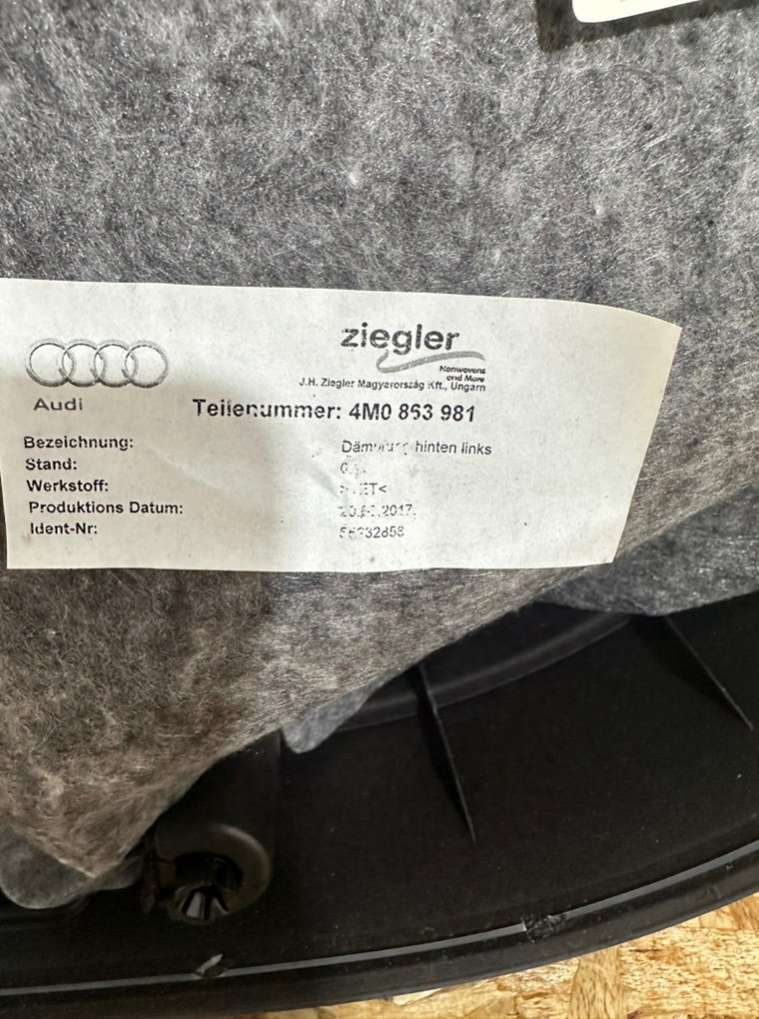 Audi
ziegler
Nonwovens
and More
J.H. Ziegler Magyarország Kft., Ungarn
Teilenummer: 4M0 863 981
Bezeichnung: hinten links
Stand:
Werkstoff:
Produktions Datum:
Ident-Nr: